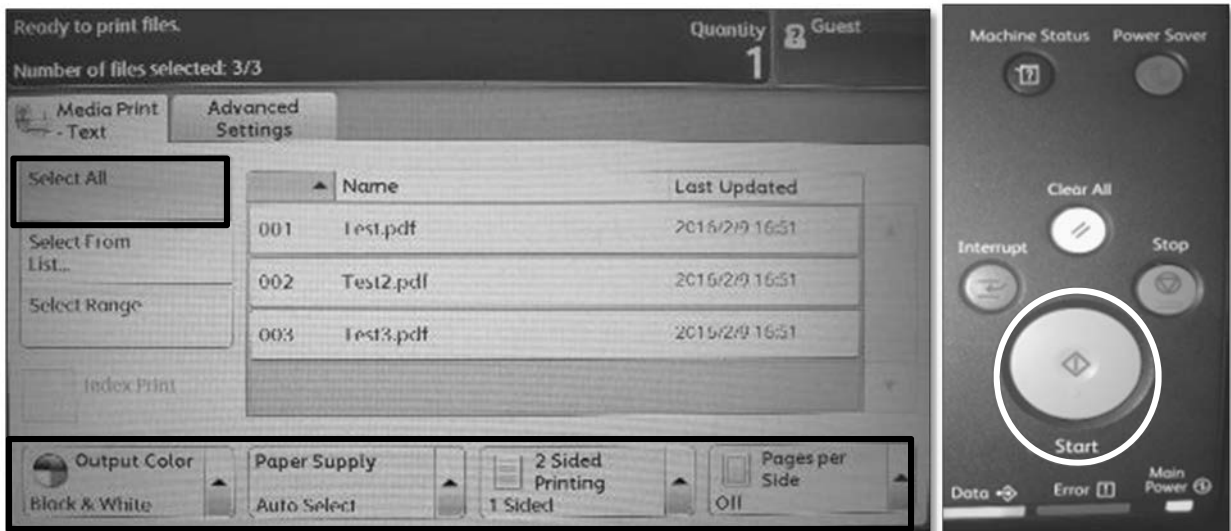 Ready to print files.
Quantity
1
Guest
Number of files selected: 3/3
Media Print
- Text
Advanced
Settings
Select All
Select From
List...
Select Range
Index Print
Name
Last Updated
001 Test.pdf 2016/2/9 16:51
002 Test2.pdf 2016/2/9 16:51
003 Test3.pdf 2016/2/9 16:51
Output Color
Black & White
Paper Supply
Auto Select
2 Sided
Printing
1 Sided
Pages per
Side
Off
Machine Status
Power Saver
Clear All
Interrupt
Stop
Start
Data
Error
Main
Power